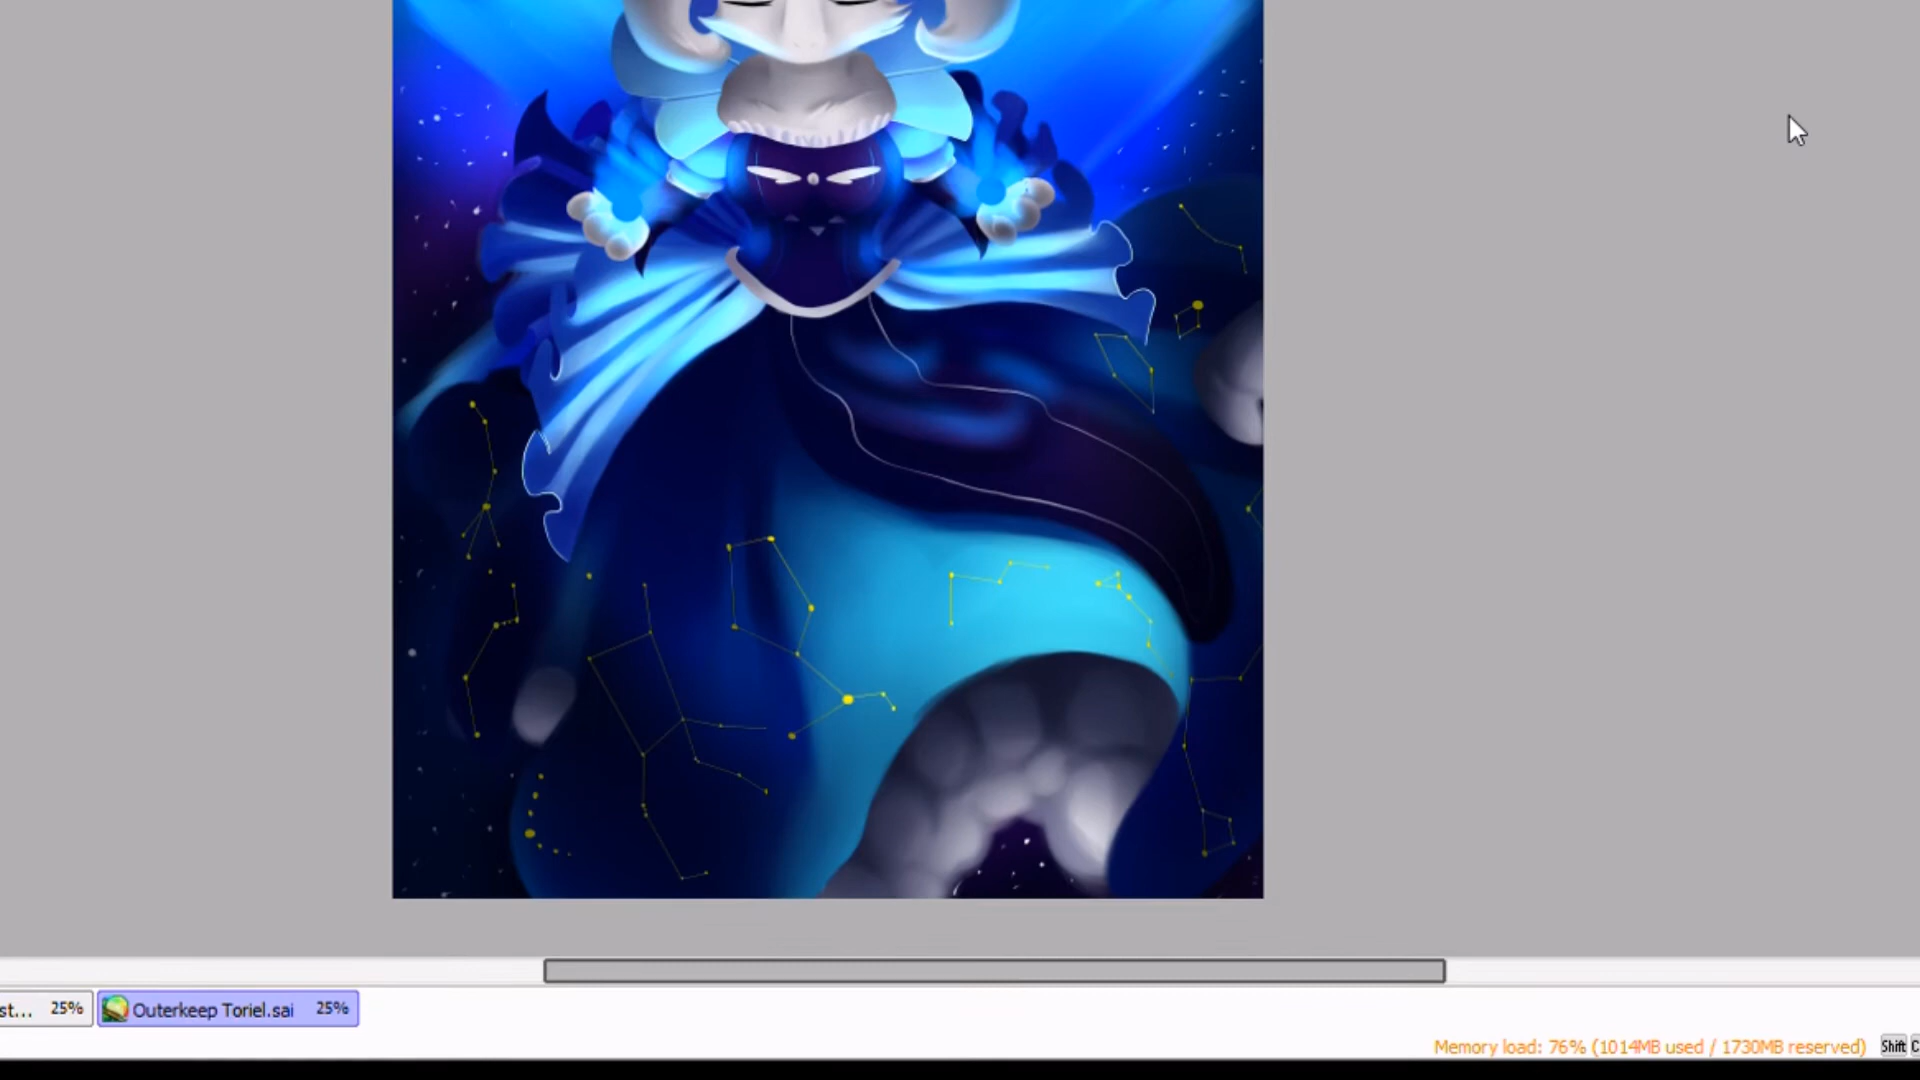 st... 25%
Outerkeep Toriel.sai 25%
Memory load: 76% (1014MB used / 1730MB reserved)
Shift C